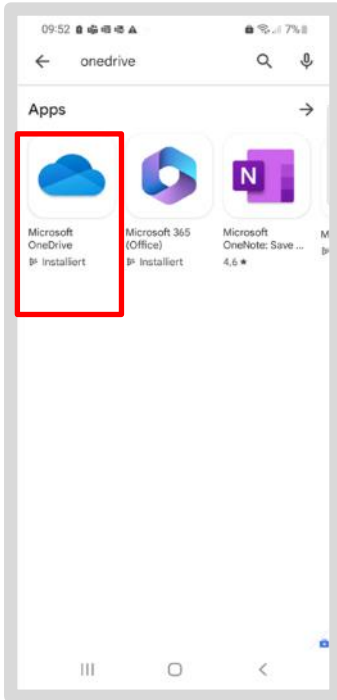 09:52 7%
onedrive
Apps
Microsoft OneDrive
Installiert
Microsoft 365 (Office)
Installiert
Microsoft OneNote: Save ...
4,6 ★
M
N